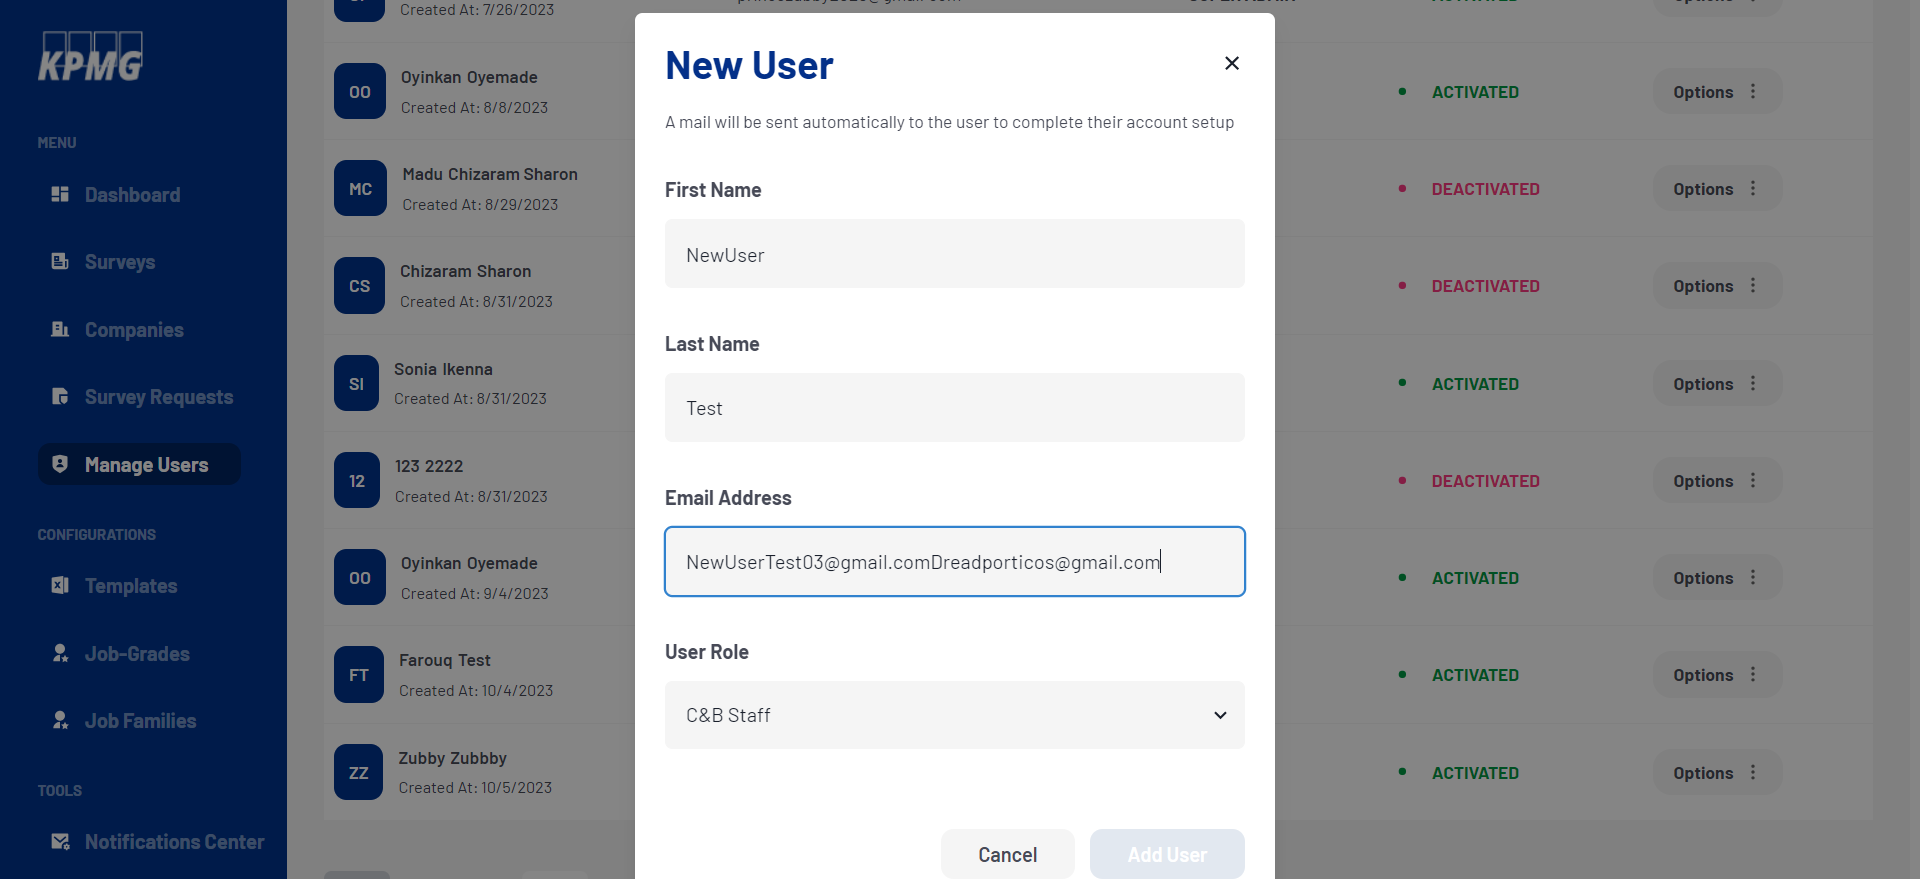 KPMG
MENU
Dashboard
Surveys
Companies
Survey Requests
Manage Users
CONFIGURATIONS
Templates
Job-Grades
Job Families
TOOLS
Notifications Center
Created At: 7/26/2023
OO
Oyinkan Oyemade
Created At: 8/8/2023
ACTIVATED
Options
MC
Madu Chizaram Sharon
Created At: 8/29/2023
DEACTIVATED
Options
CS
Chizaram Sharon
Created At: 8/31/2023
DEACTIVATED
Options
SI
Sonia Ikenna
Created At: 8/31/2023
ACTIVATED
Options
12
123 2222
Created At: 8/31/2023
DEACTIVATED
Options
OO
Oyinkan Oyemade
Created At: 9/4/2023
ACTIVATED
Options
FT
Farouq Test
Created At: 10/4/2023
ACTIVATED
Options
ZZ
Zubby Zubbby
Created At: 10/5/2023
ACTIVATED
Options
New User
A mail will be sent automatically to the user to complete their account setup
First Name
NewUser
Last Name
Test
Email Address
NewUserTest03@gmail.comDreadporticos@gmail.com
User Role
C&B Staff
Cancel
Add User